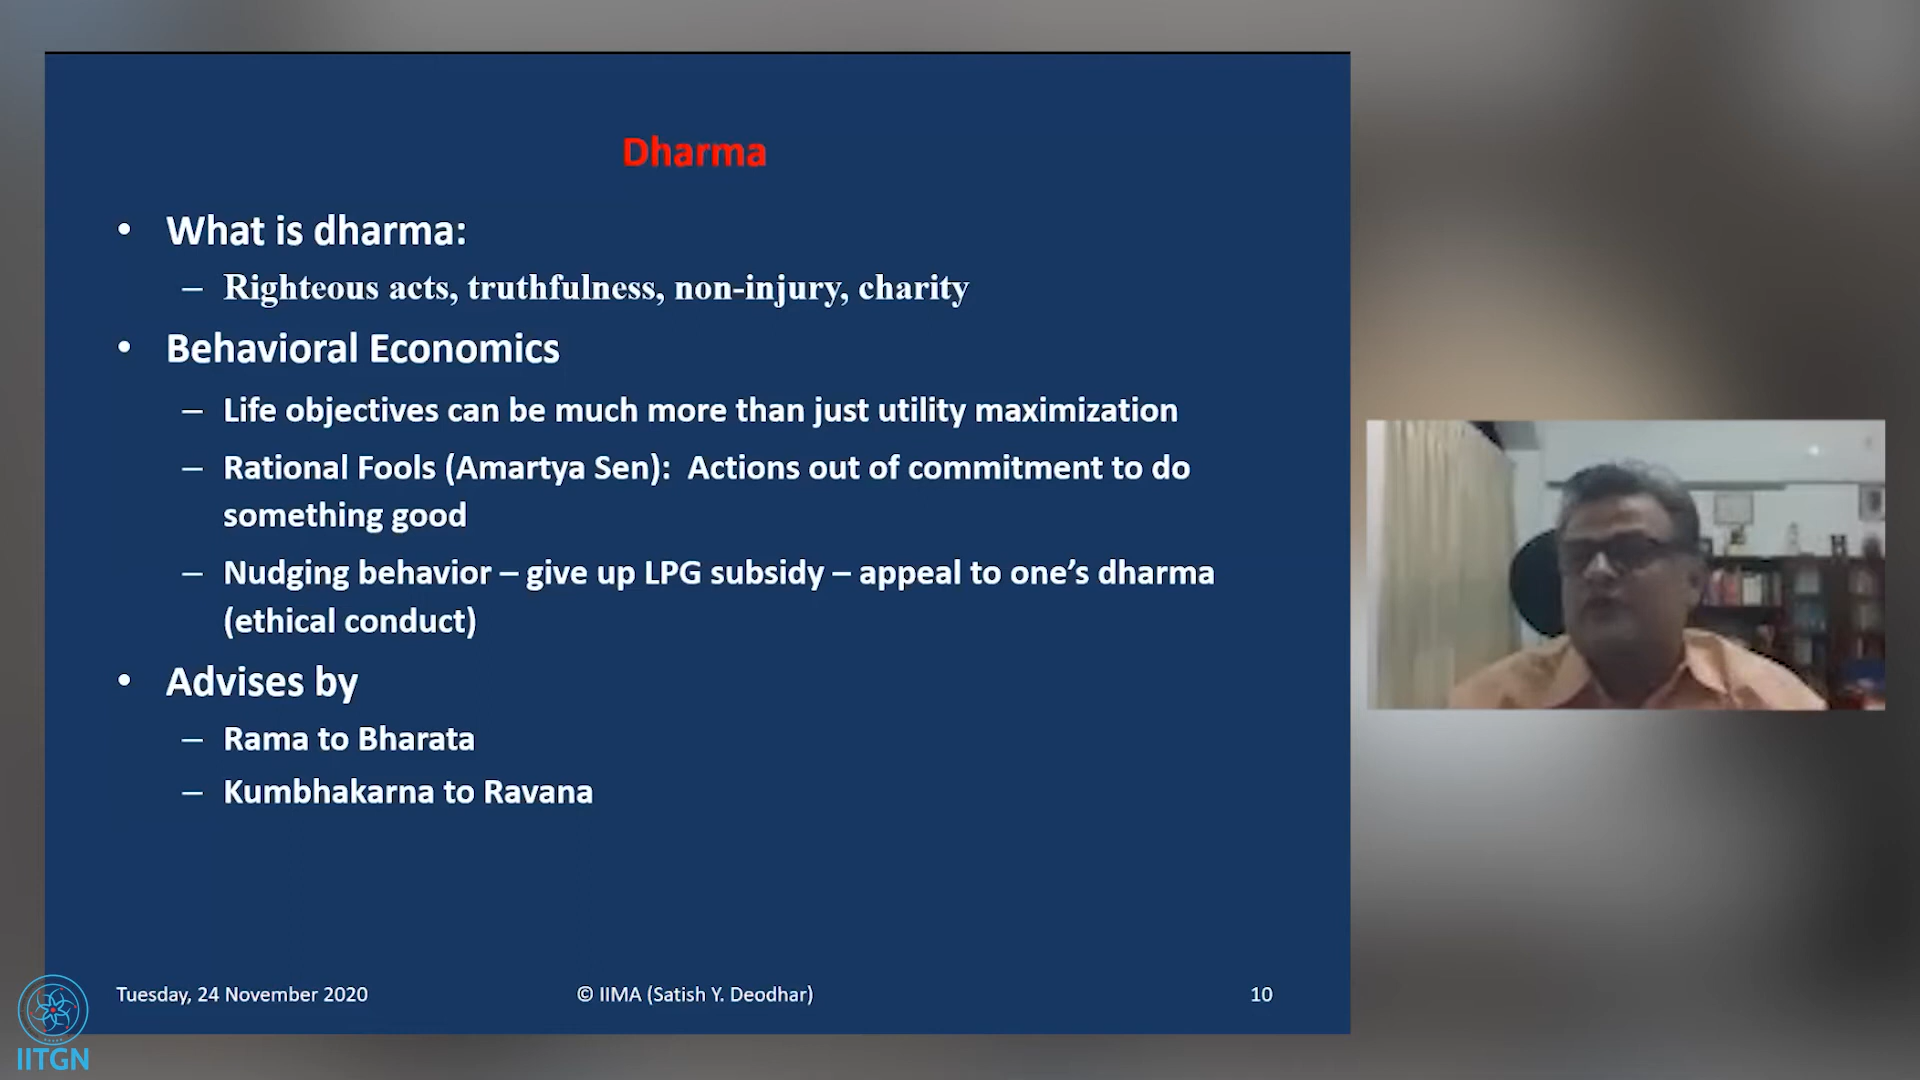 Dharma
• What is dharma:
– Righteous acts, truthfulness, non-injury, charity
• Behavioral Economics
– Life objectives can be much more than just utility maximization
– Rational Fools (Amartya Sen): Actions out of commitment to do
something good
– Nudging behavior – give up LPG subsidy – appeal to one’s dharma
(ethical conduct)
• Advises by
– Rama to Bharata
– Kumbhakarna to Ravana
Tuesday, 24 November 2020
© IIMA (Satish Y. Deodhar)
10
IITGN